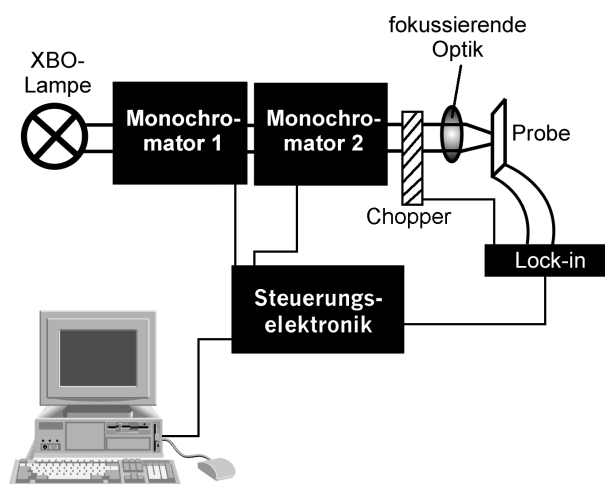 fokussierende
Optik
XBO-
Lampe
Monochro-
mator 1
Monochro-
mator 2
Probe
Chopper
Lock-in
Steuerungs-
elektronik